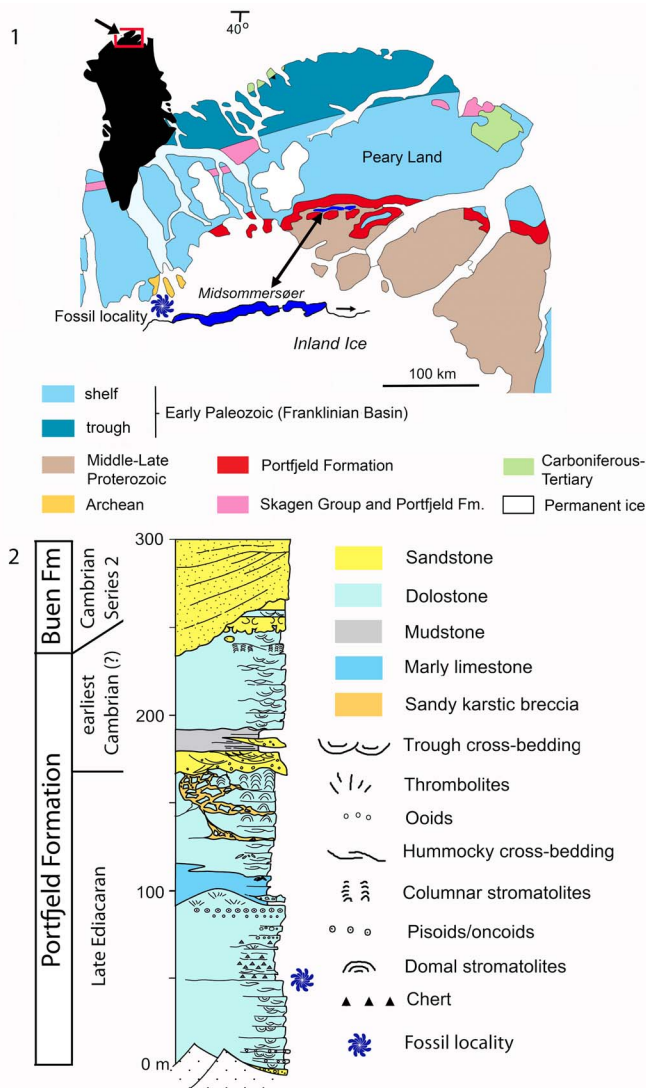 1
40°
Peary Land
Midsommersøer
Fossil locality
Inland Ice
100 km
shelf
trough
Early Paleozoic (Franklinian Basin)
Middle-Late
Proterozoic
Archean
Portfjeld Formation
Skagen Group and Portfjeld Fm.
Carboniferous-
Tertiary
Permanent ice
2
300
200
100
0 m
Buen Fm
Portfjeld Formation
Cambrian
Series 2
earliest
Cambrian (?)
Late Ediacaran
Sandstone
Dolostone
Mudstone
Marly limestone
Sandy karstic breccia
Trough cross-bedding
Thrombolites
Ooids
Hummocky cross-bedding
Columnar stromatolites
Pisoids/oncoids
Domal stromatolites
Chert
Fossil locality